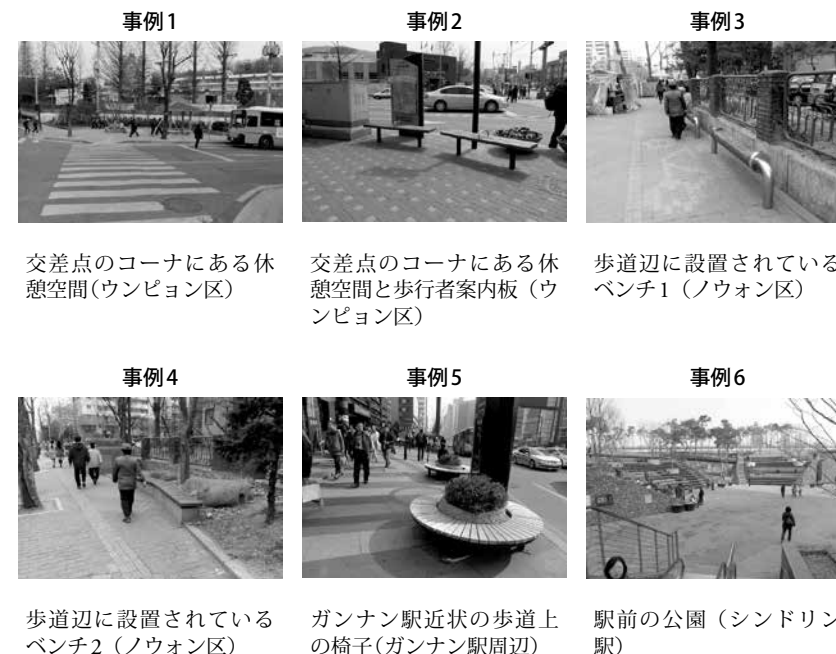 事例1
事例2
事例3
交差点のコーナにある休
憩空間(ウンピョン区)
交差点のコーナにある休
憩空間と歩行者案内板（ウ
ンピョン区）
歩道辺に設置されている
ベンチ1（ノウォン区）
事例4
事例5
事例6
歩道辺に設置されている
ベンチ2（ノウォン区）
ガンナン駅近状の歩道上
の椅子(ガンナン駅周辺)
駅前の公園（シンドリン
駅）